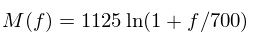 M(f) = 1125 ln(1 + f/700)